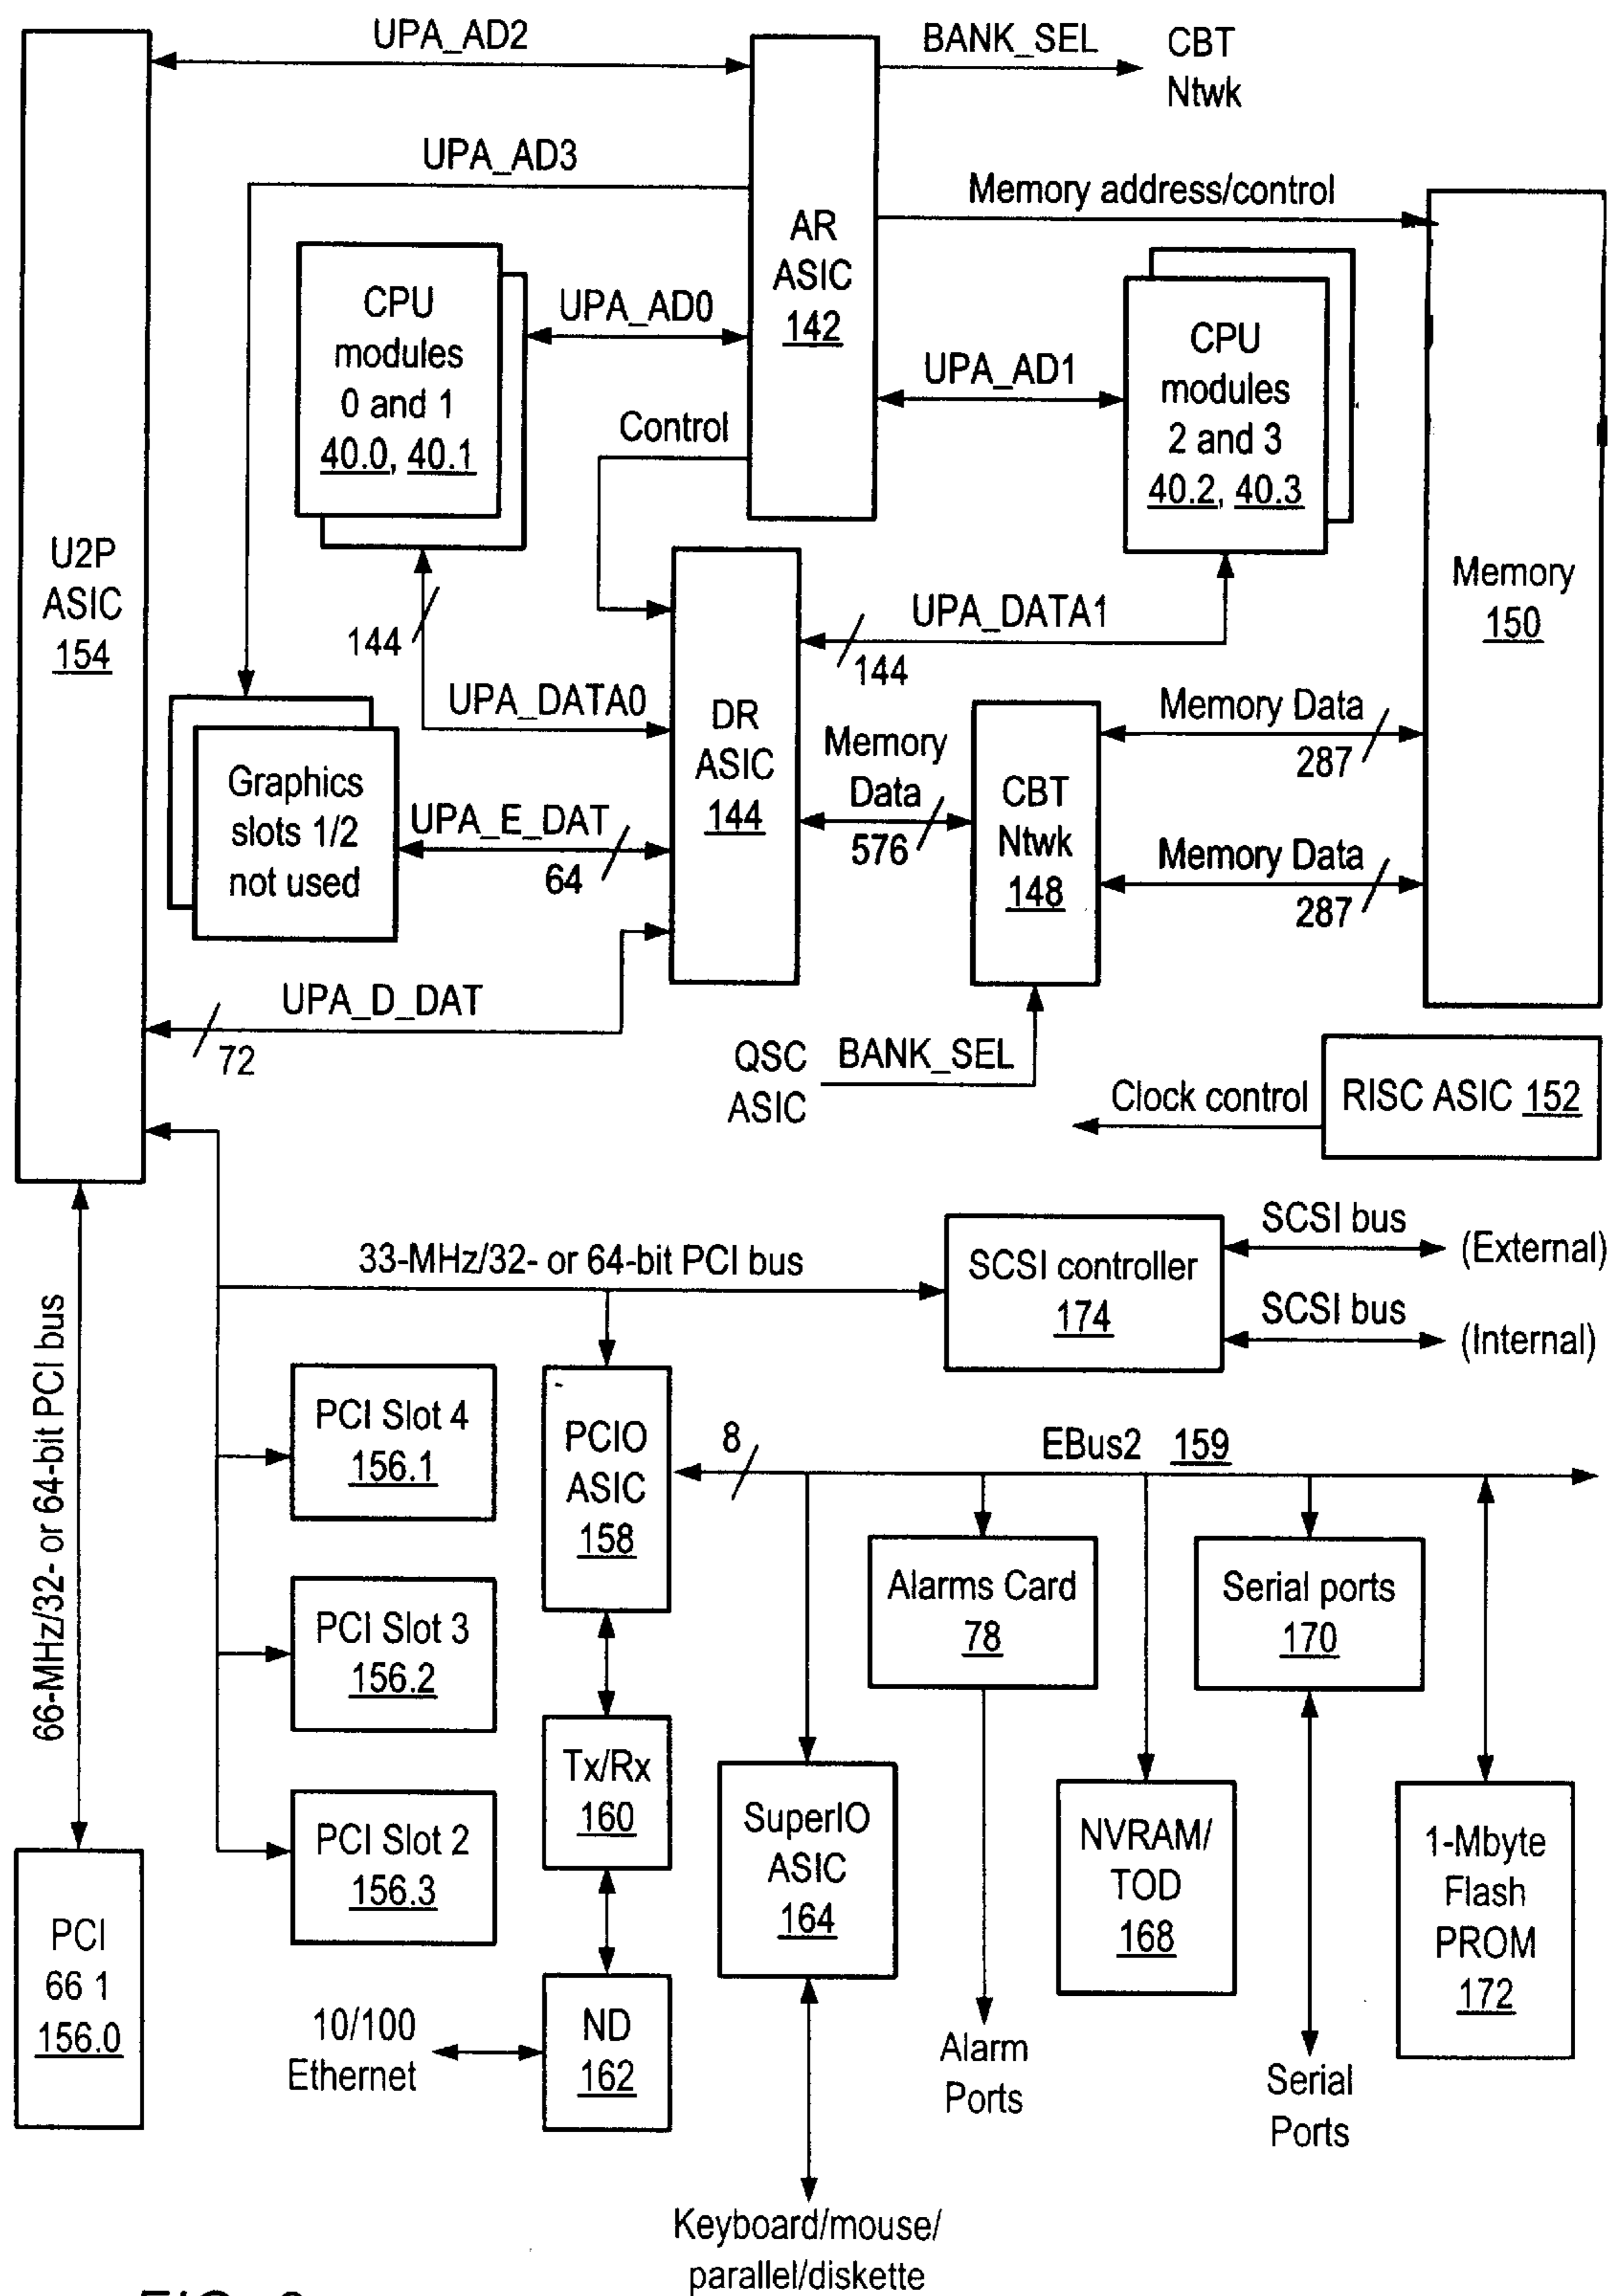 UPA_AD2
BANK_SEL
CBT
Ntwk
UPA_AD3
Memory address/control
AR
ASIC
142
CPU
modules
0 and 1
40.0, 40.1
UPA_AD0
UPA_AD1
CPU
modules
2 and 3
40.2, 40.3
Control
U2P
ASIC
154
Memory
150
144
UPA_DATA1
144
UPA_DATA0
DR
ASIC
144
Memory
Data
576
CBT
Ntwk
148
Memory Data
287
Memory Data
287
Graphics
slots 1/2
not used
UPA_E_DAT
64
UPA_D_DAT
72
QSC
ASIC
BANK_SEL
Clock control
RISC ASIC 152
33-MHz/32- or 64-bit PCI bus
SCSI controller
174
SCSI bus
(External)
SCSI bus
(Internal)
66-MHz/32- or 64-bit PCI bus
PCI Slot 4
156.1
PCIO
ASIC
158
8
EBus2 159
Alarms Card
78
Serial ports
170
PCI Slot 3
156.2
Tx/Rx
160
SuperIO
ASIC
164
NVRAM/
TOD
168
1-Mbyte
Flash
PROM
172
PCI Slot 2
156.3
PCI
66 1
156.0
10/100
Ethernet
ND
162
Alarm
Ports
Serial
Ports
Keyboard/mouse/
parallel/diskette